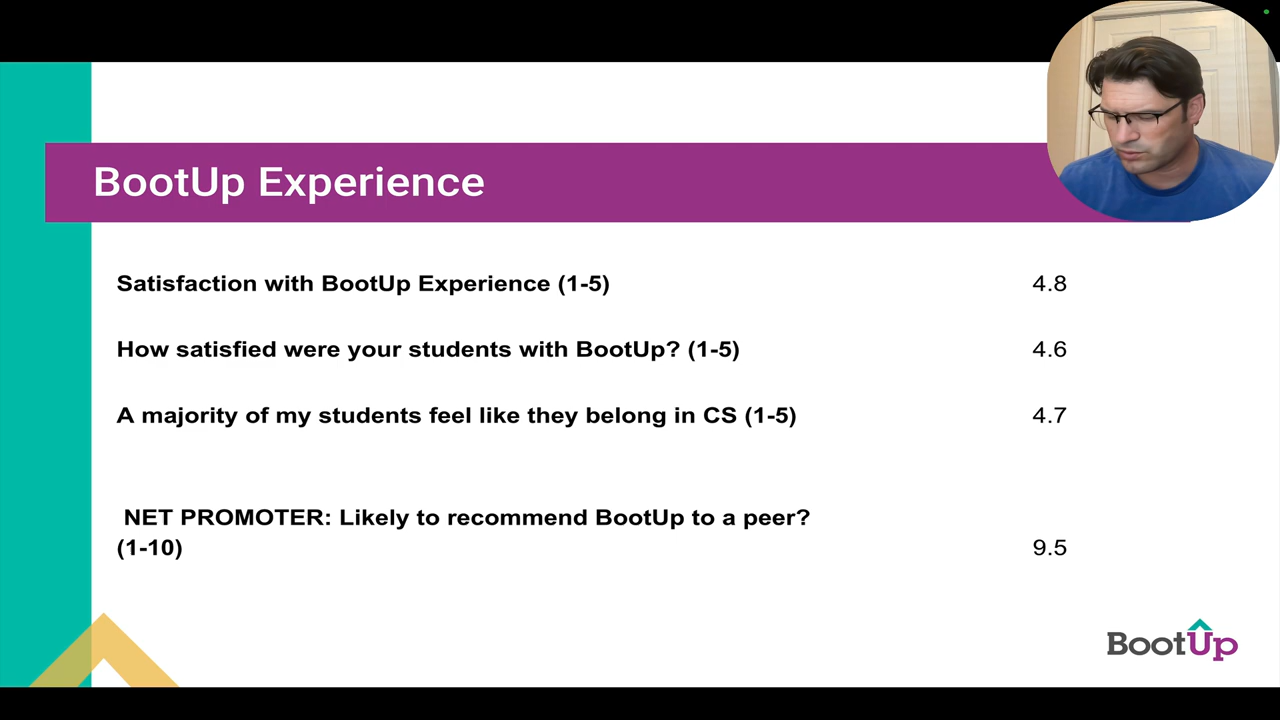 BootUp Experience
Satisfaction with BootUp Experience (1-5) 4.8
How satisfied were your students with BootUp? (1-5) 4.6
A majority of my students feel like they belong in CS (1-5) 4.7
NET PROMOTER: Likely to recommend BootUp to a peer?
(1-10) 9.5
BootUp